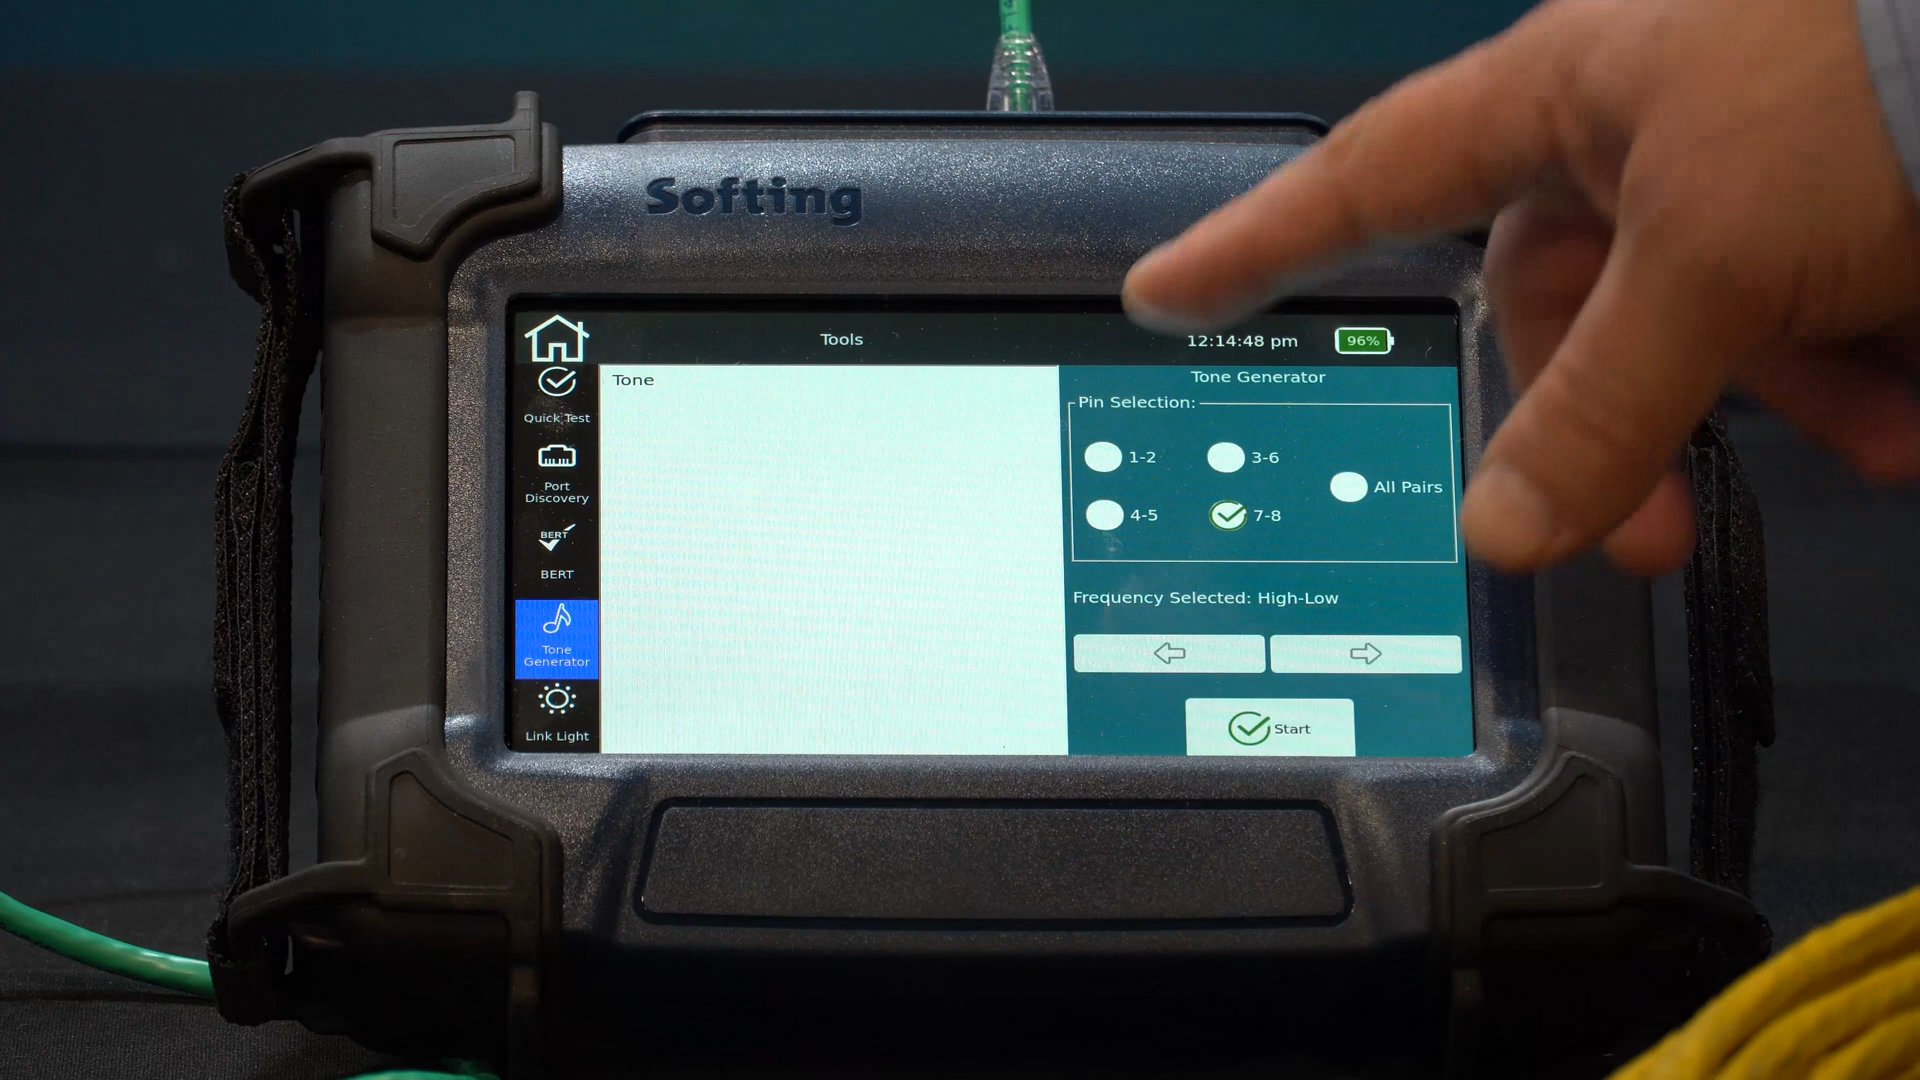 Softing
Tools
12:14:48 pm
96%
Quick Test
Port
Discovery
BERT
BERT
Tone
Generator
Link Light
Tone
Tone Generator
Pin Selection:
1-2
3-6
All Pairs
4-5
7-8
Frequency Selected: High-Low
Start